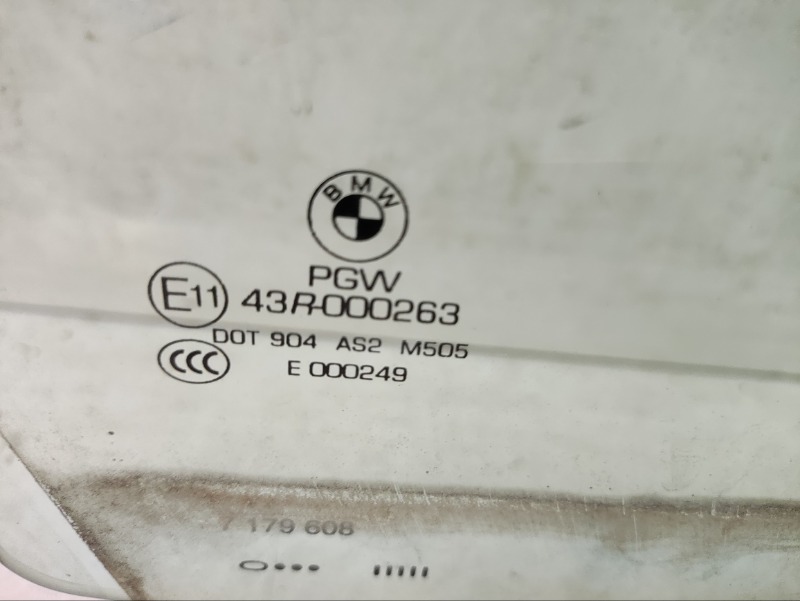 BMW
PGW
E11 43R-000263
DOT 904 AS2 M505
CCC E 000249
7 179 608